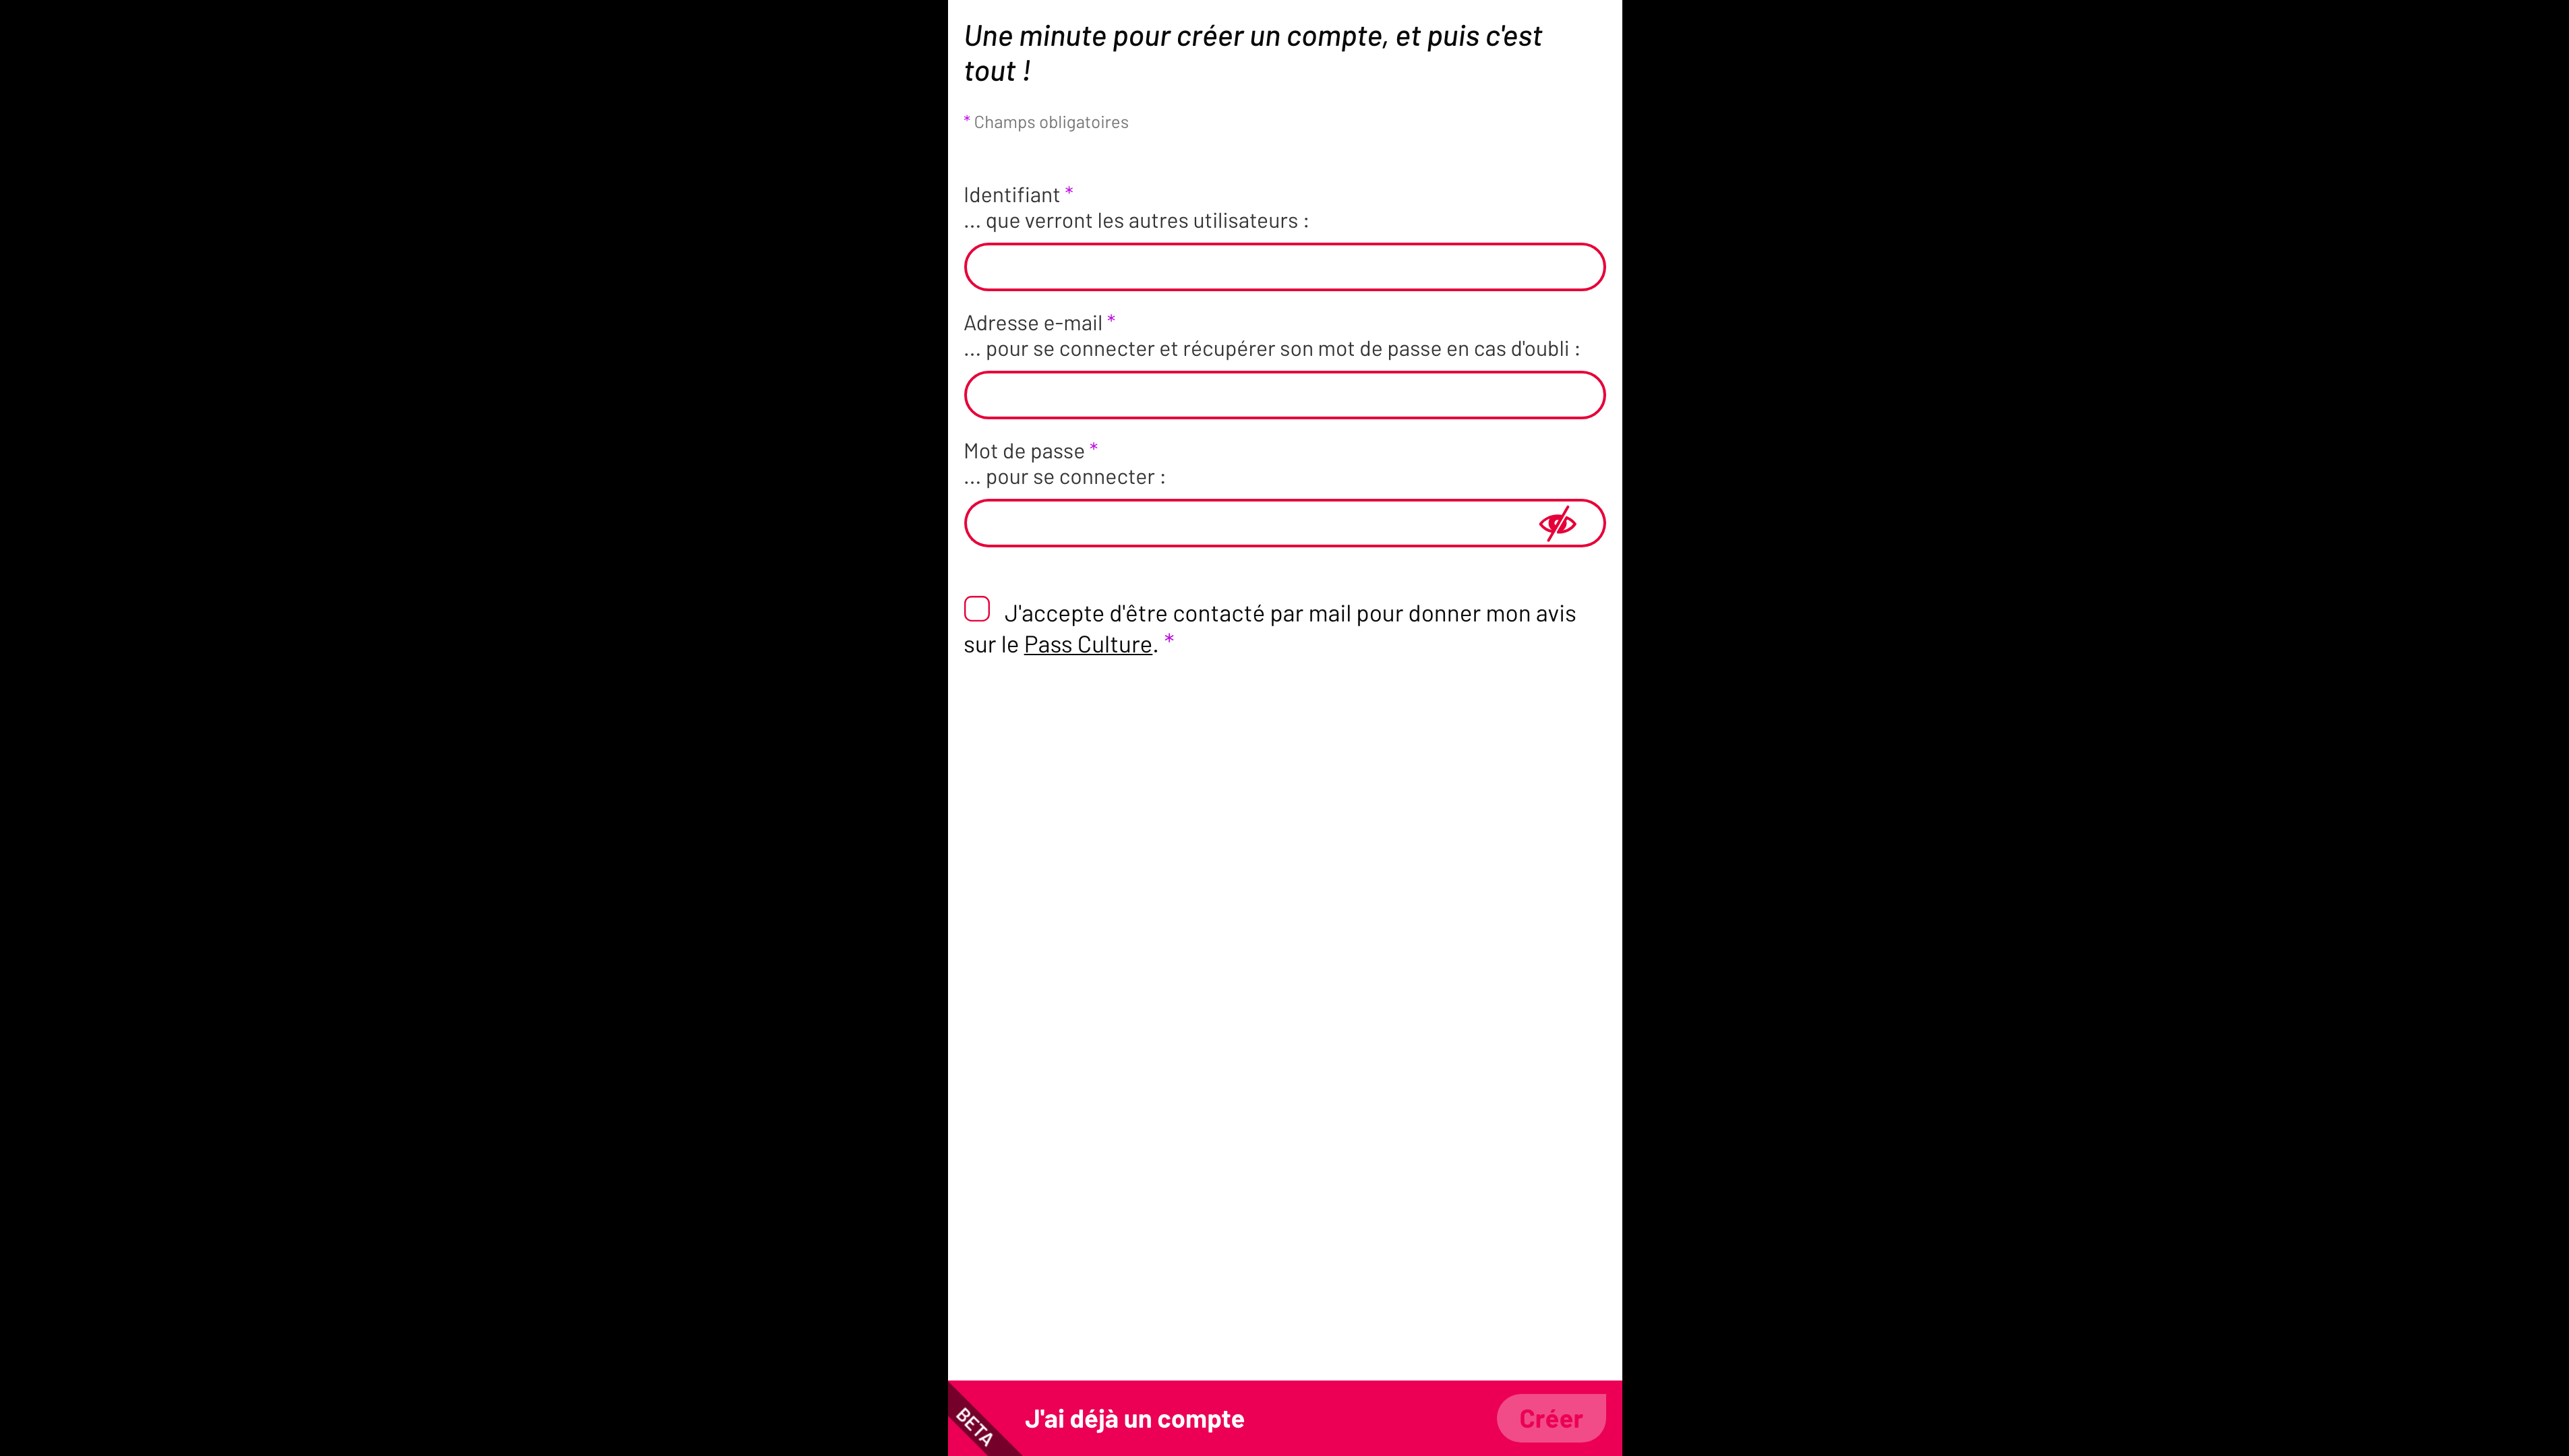 Une minute pour créer un compte, et puis c'est
tout !
* Champs obligatoires
Identifiant *
... que verront les autres utilisateurs :
Adresse e-mail *
... pour se connecter et récupérer son mot de passe en cas d'oubli :
Mot de passe *
... pour se connecter :
J'accepte d'être contacté par mail pour donner mon avis
sur le Pass Culture. *
BETA
J'ai déjà un compte
Créer